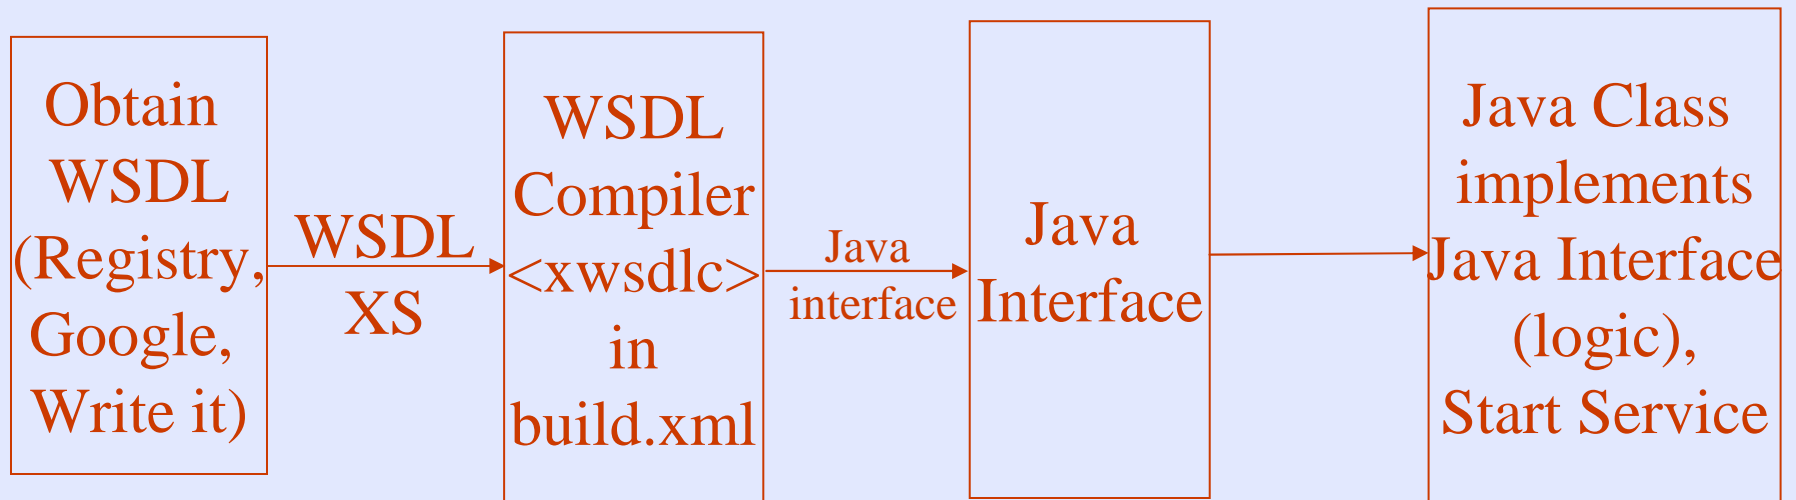 Obtain
WSDL
(Registry,
Google,
Write it)
WSDL
XS
WSDL
Compiler
<xwsdlc>
in
build.xml
Java
interface
Java
Interface
Java Class
implements
Java Interface
(logic),
Start Service